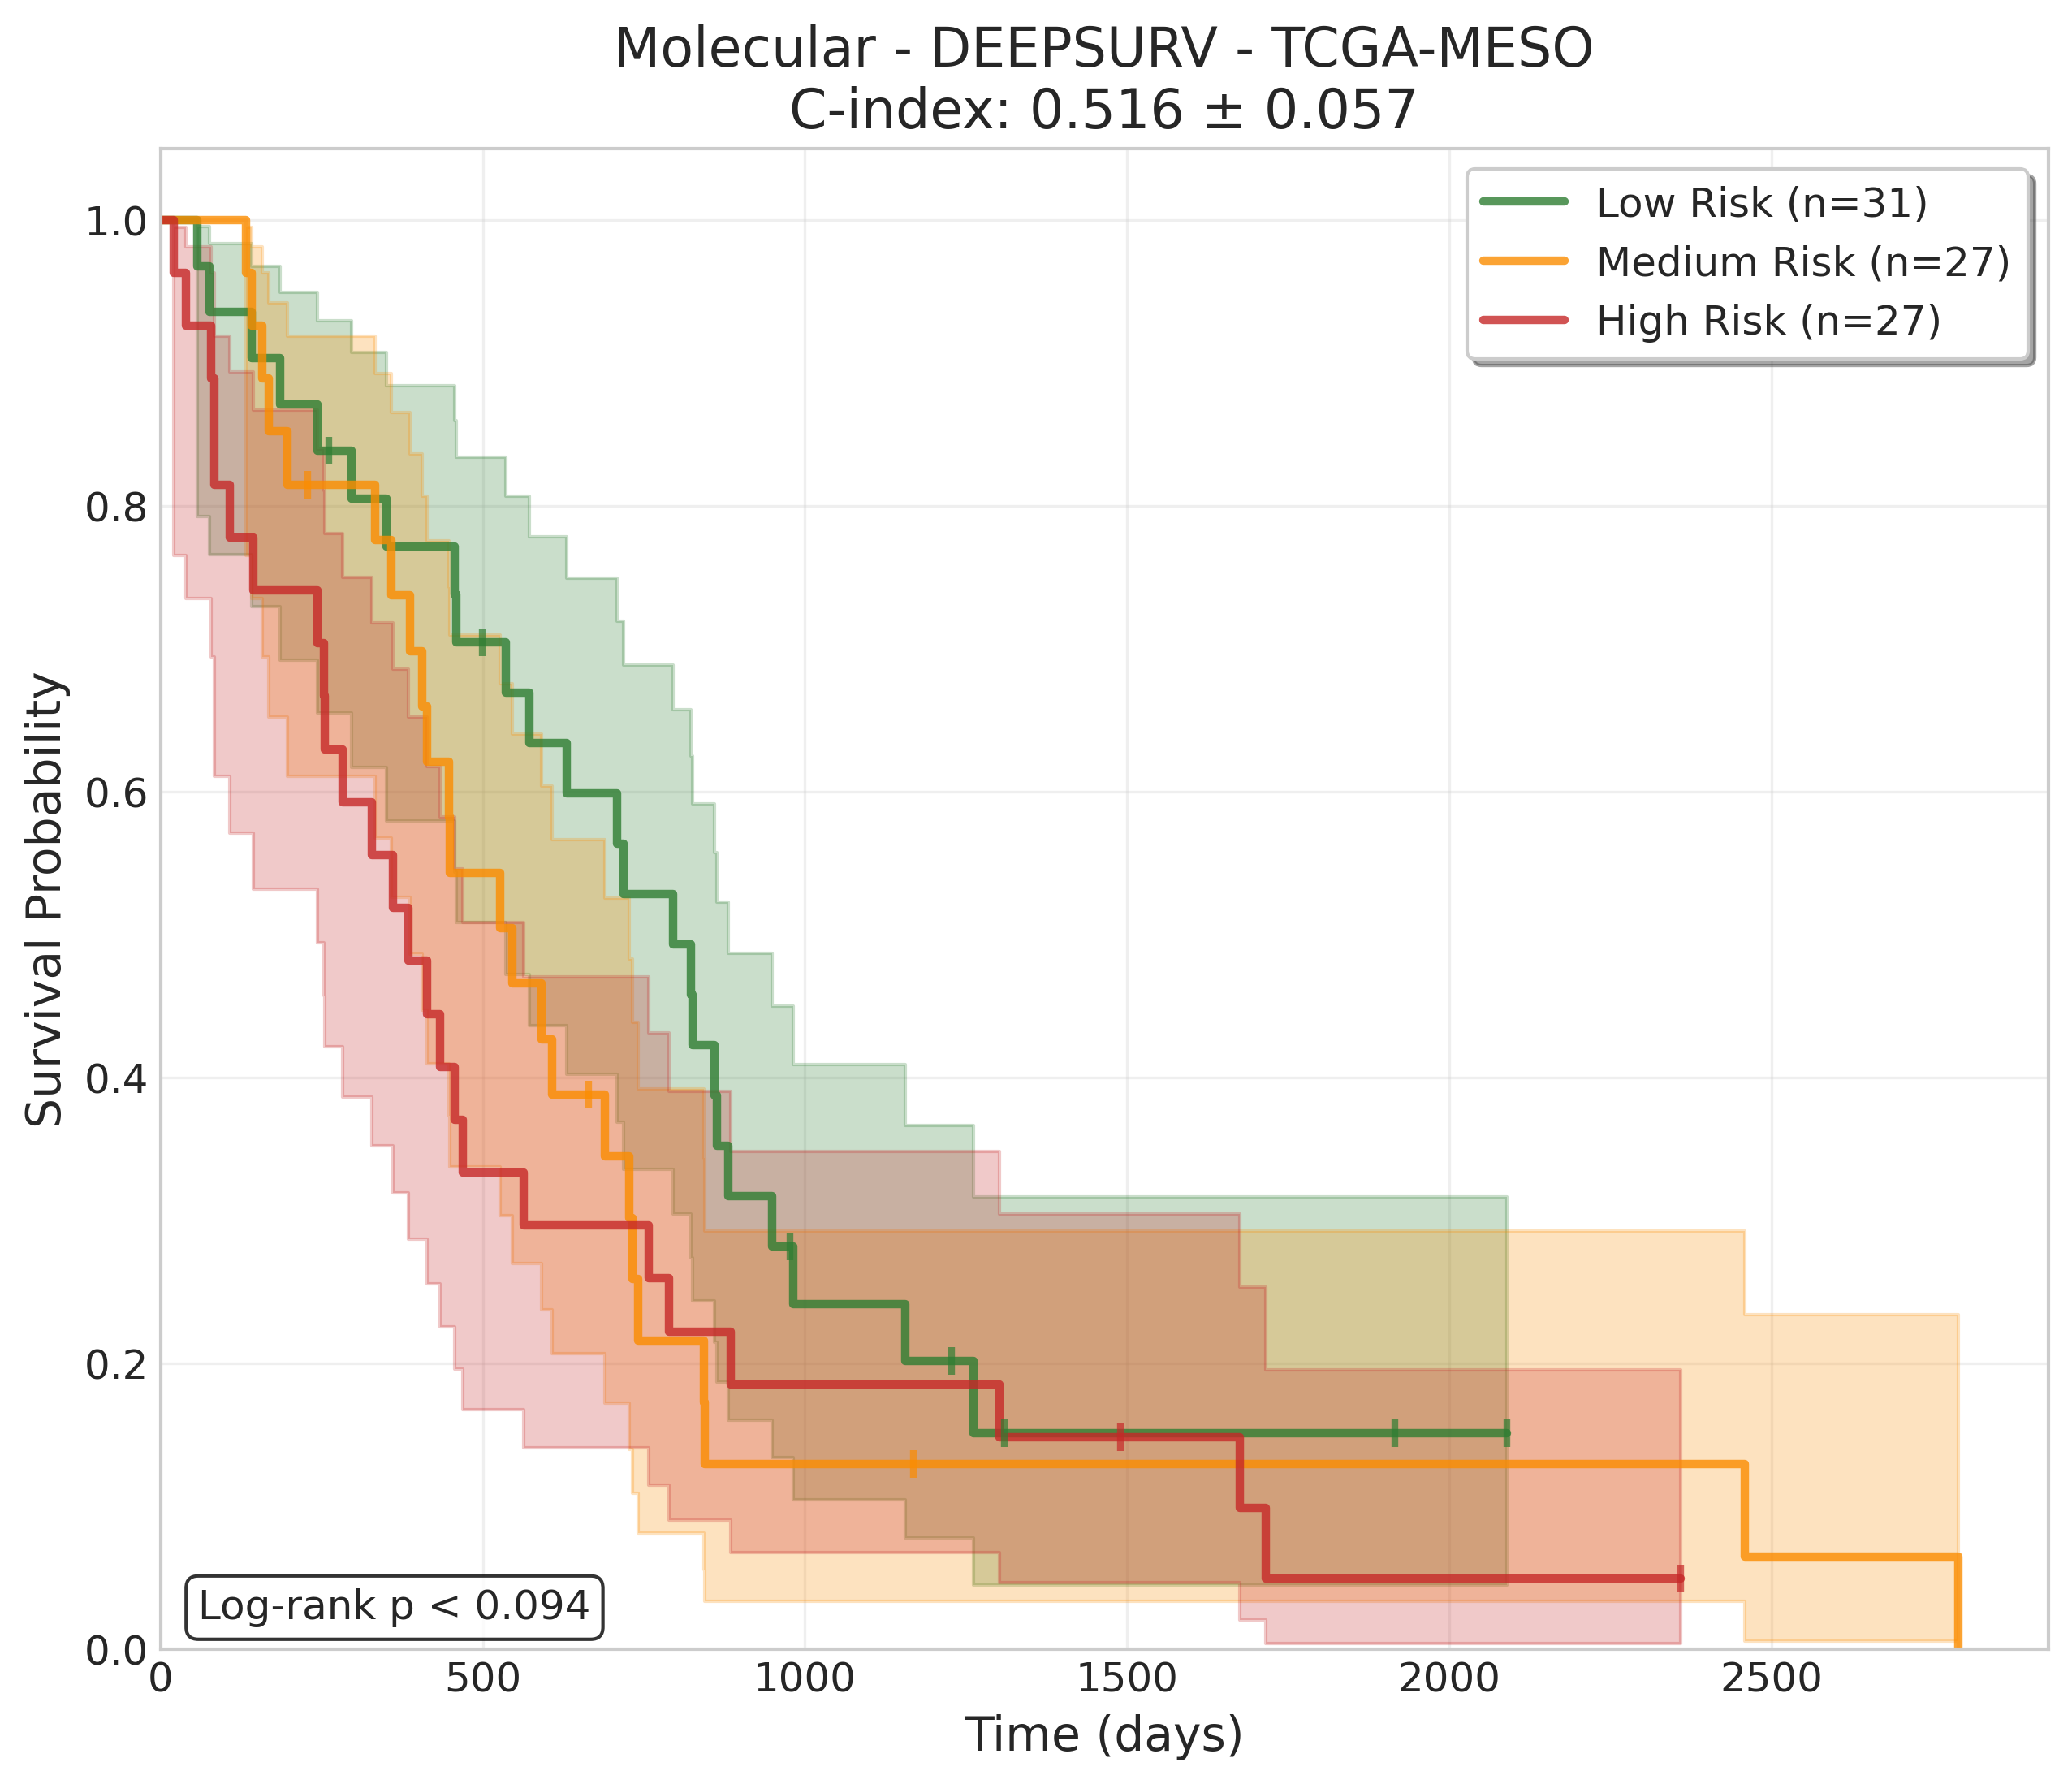 Molecular - DEEPSURV - TCGA-MESO
C-index: 0.516 ± 0.057
Low Risk (n=31)
Medium Risk (n=27)
High Risk (n=27)
Survival Probability
1.0
0.8
0.6
0.4
0.2
0.0
Log-rank p < 0.094
0 500 1000 1500 2000 2500
Time (days)